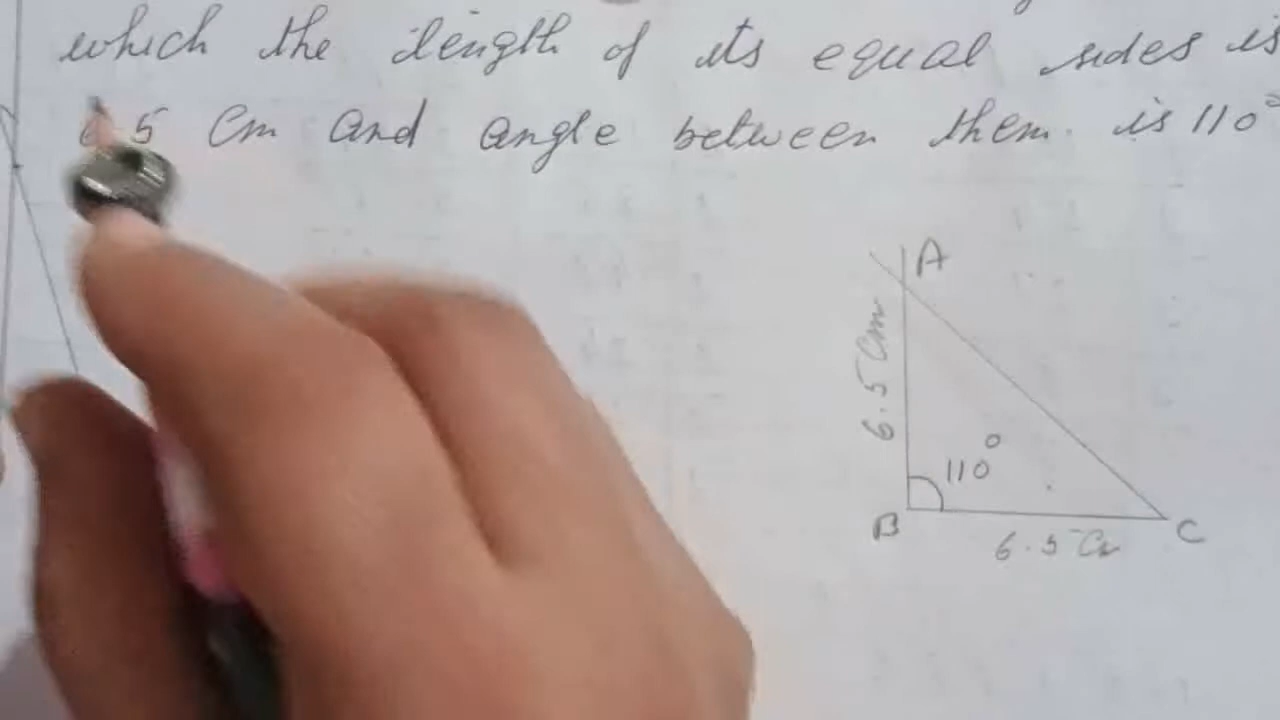 which the length of its equal sides is
5 cm and angle between them. is 110°
A
6.5 Cm
110°
B
6.5 Cm
C